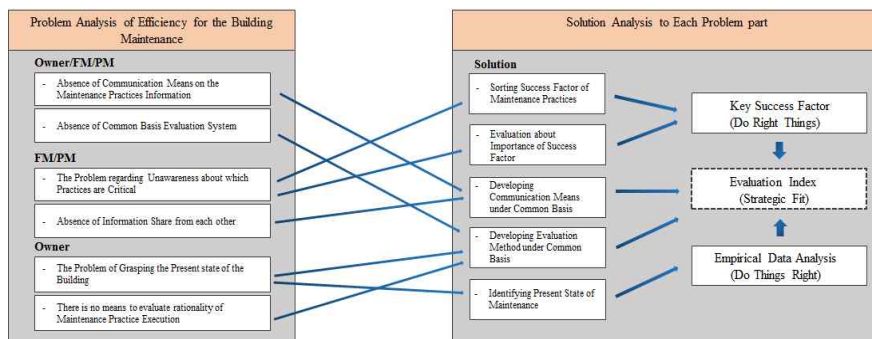 Problem Analysis of Efficiency for the Building
Maintenance
Owner/FM/PM
- Absence of Communication Means on the
Maintenance Practices Information
- Absence of Common Basis Evaluation System
FM/PM
- The Problem regarding Unawareness about which
Practices are Critical
- Absence of Information Share from each other
Owner
- The Problem of Grasping the Present state of the
Building
- There is no means to evaluate rationality of
Maintenance Practice Execution
Solution Analysis to Each Problem part
Solution
- Sorting Success Factor of
Maintenance Practices
- Evaluation about
Importance of Success
Factor
- Developing
Communication Means
under Common Basis
- Developing Evaluation
Method under Common
Basis
- Identifying Present State of
Maintenance
Key Success Factor
(Do Right Things)
Evaluation Index
(Strategic Fit)
Empirical Data Analysis
(Do Things Right)